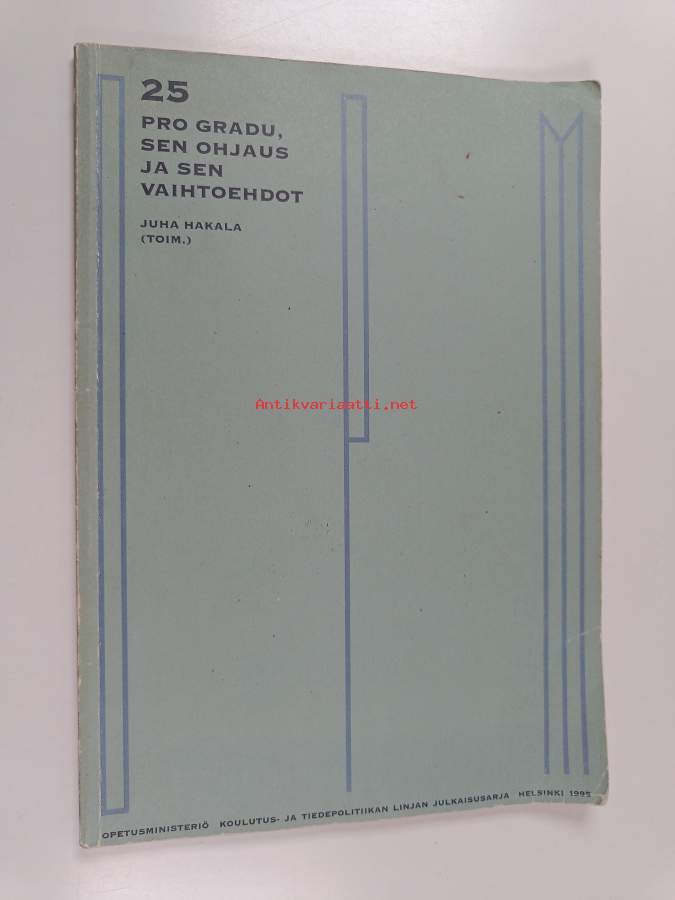 25
PRO GRADU,
SEN OHJAUS
JA SEN
VAIHTOEHDOT
JUHA HAKALA
(TOIM.)
Antikvariaatti.net
OPETUSMINISTERIÖ KOULUTUS- JA TIEDEPOLITIIKAN LINJAN JULKAISUSARJA HELSINKI 1995